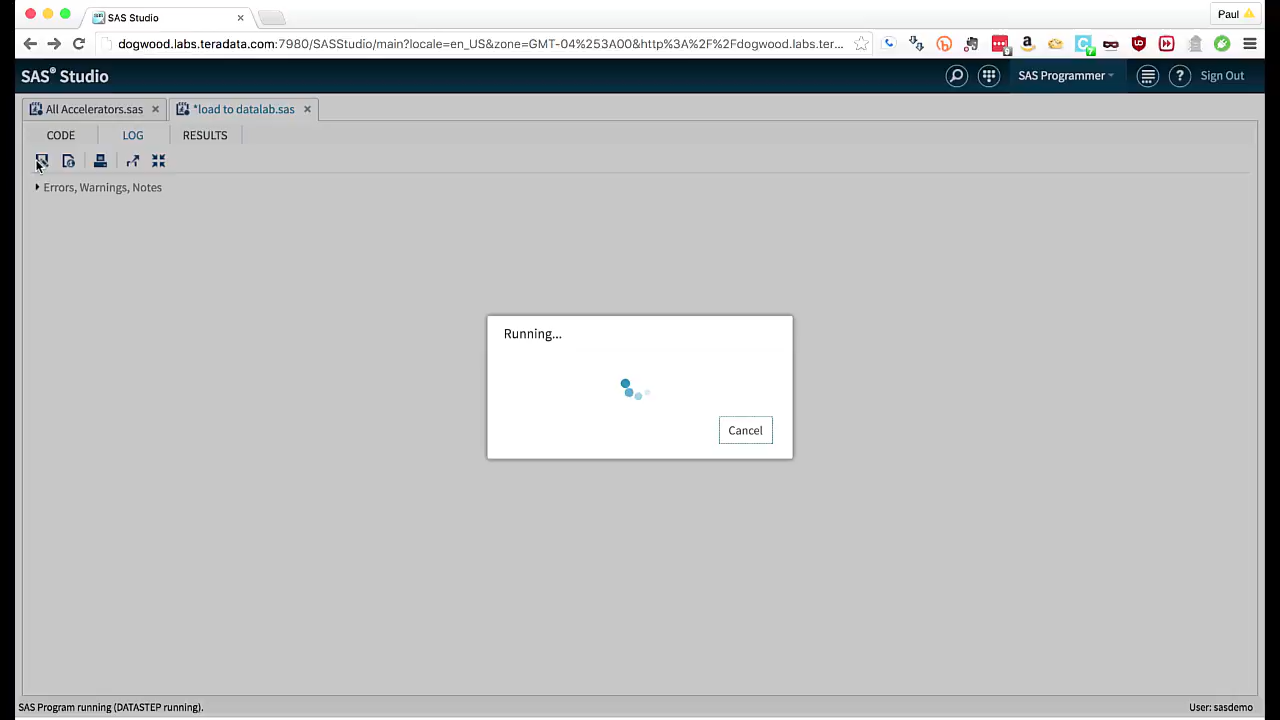 SAS Studio
Paul
dogwood.labs.teradata.com:7980/SASStudio/main?locale=en_US&zone=GMT-04%253A00&http%3A%2F%2Fdogwood.labs.ter...
SAS® Studio
SAS Programmer
Sign Out
All Accelerators.sas
*load to datalab.sas
CODE
LOG
RESULTS
Errors, Warnings, Notes
Running...
Cancel
SAS Program running (DATASTEP running).
User: sasdemo